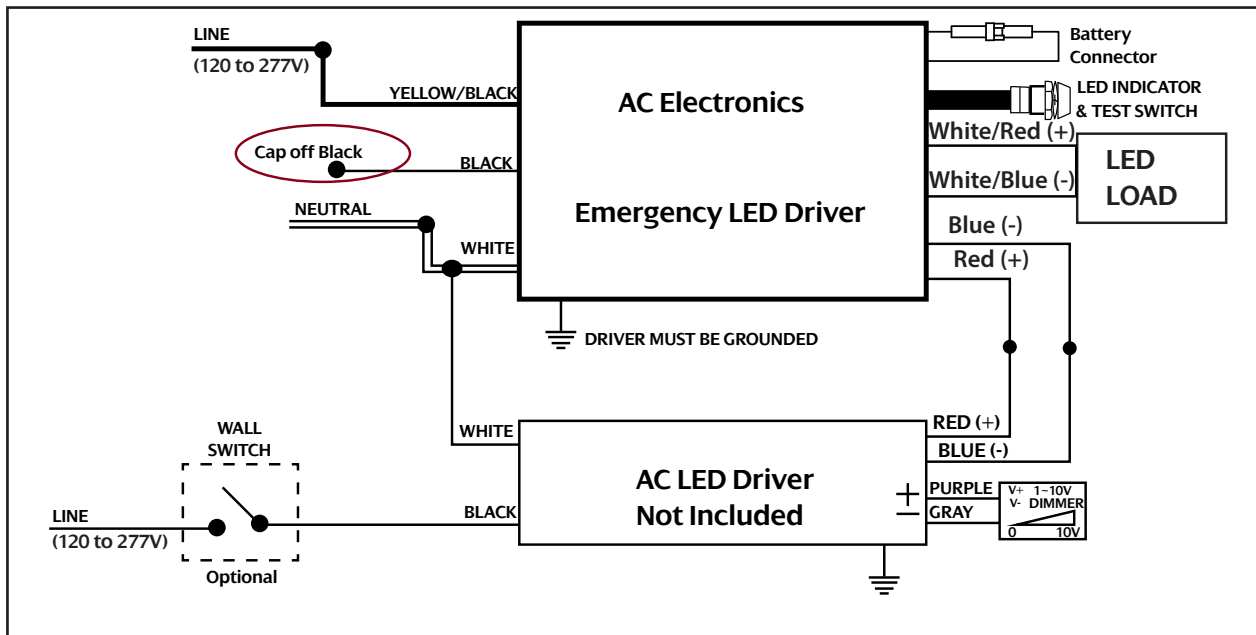 LINE
(120 to 277V)
YELLOW/BLACK
Cap off Black
BLACK
NEUTRAL
WHITE
AC Electronics
Emergency LED Driver
Battery
Connector
LED INDICATOR
& TEST SWITCH
White/Red (+)
White/Blue (-)
LED
LOAD
Blue (-)
Red (+)
DRIVER MUST BE GROUNDED
WALL
SWITCH
LINE
(120 to 277V)
Optional
WHITE
BLACK
AC LED Driver
Not Included
RED (+)
BLUE (-)
+ PURPLE
− GRAY
V+ 1~10V
V- DIMMER
0 10V